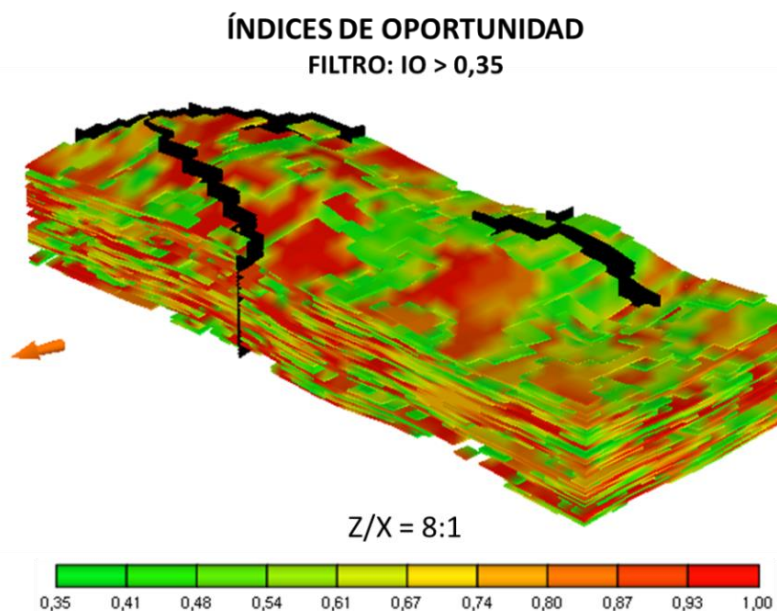 ÍNDICES DE OPORTUNIDAD
FILTRO: IO > 0,35
Z/X = 8:1
0,35 0,41 0,48 0,54 0,61 0,67 0,74 0,80 0,87 0,93 1,00